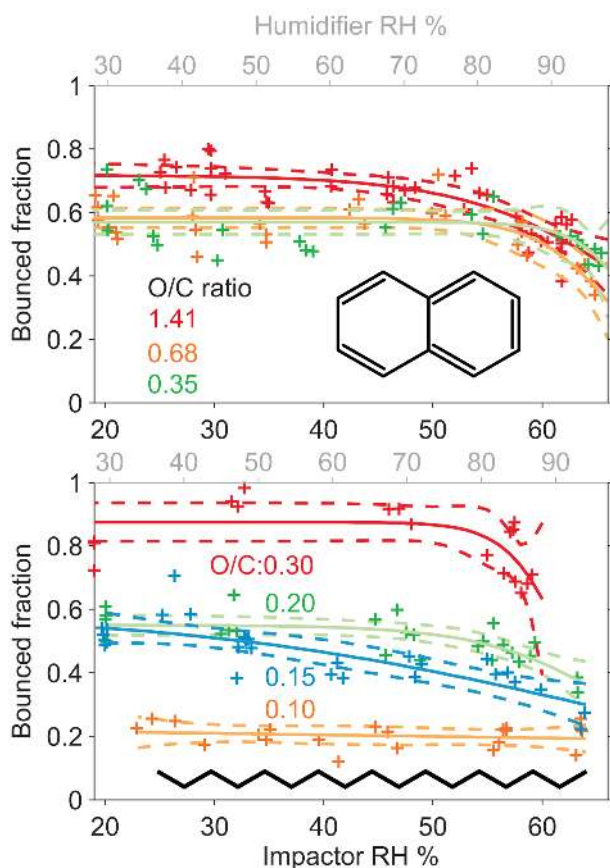 Humidifier RH %
30 40 50 60 70 80 90
1
0.8
0.6
0.4
0.2
0
Bounced fraction
O/C ratio
1.41
0.68
0.35
20 30 40 50 60
30 40 50 60 70 80 90
1
0.8
0.6
0.4
0.2
0
Bounced fraction
O/C:0.30
0.20
0.15
0.10
20 30 40 50 60
Impactor RH %